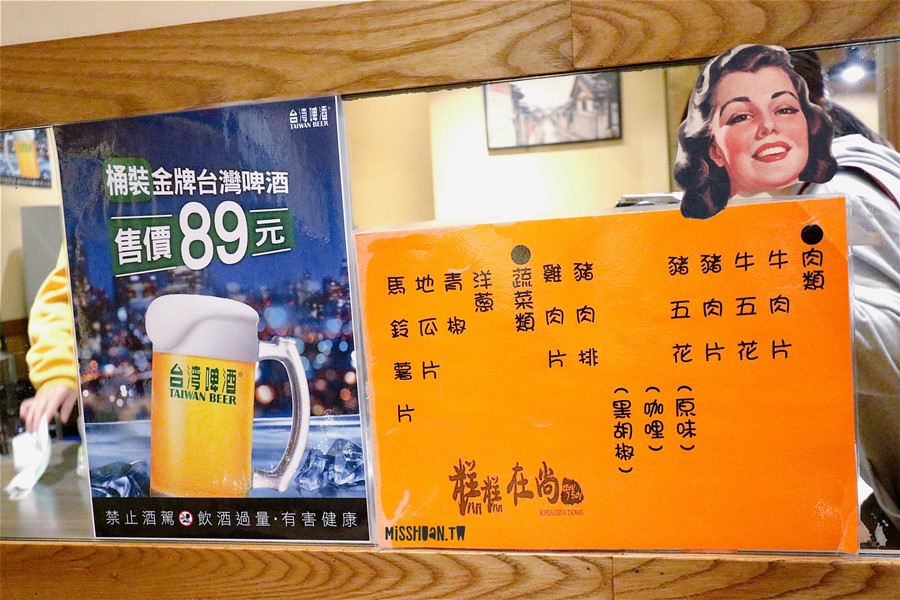 台湾啤酒
TAIWAN BEER
桶裝金牌台灣啤酒
售價89元
台湾啤酒
TAIWAN BEER
禁止酒駕 飲酒過量·有害健康
肉類
牛肉片
牛五花
豬肉片
豬五花
(原味)
(咖哩)
(黑胡椒)
豬肉排
雞肉片
蔬菜類
洋蔥
青椒
地瓜片
馬鈴薯片
糕糕在尚
MISSHUAN.TW